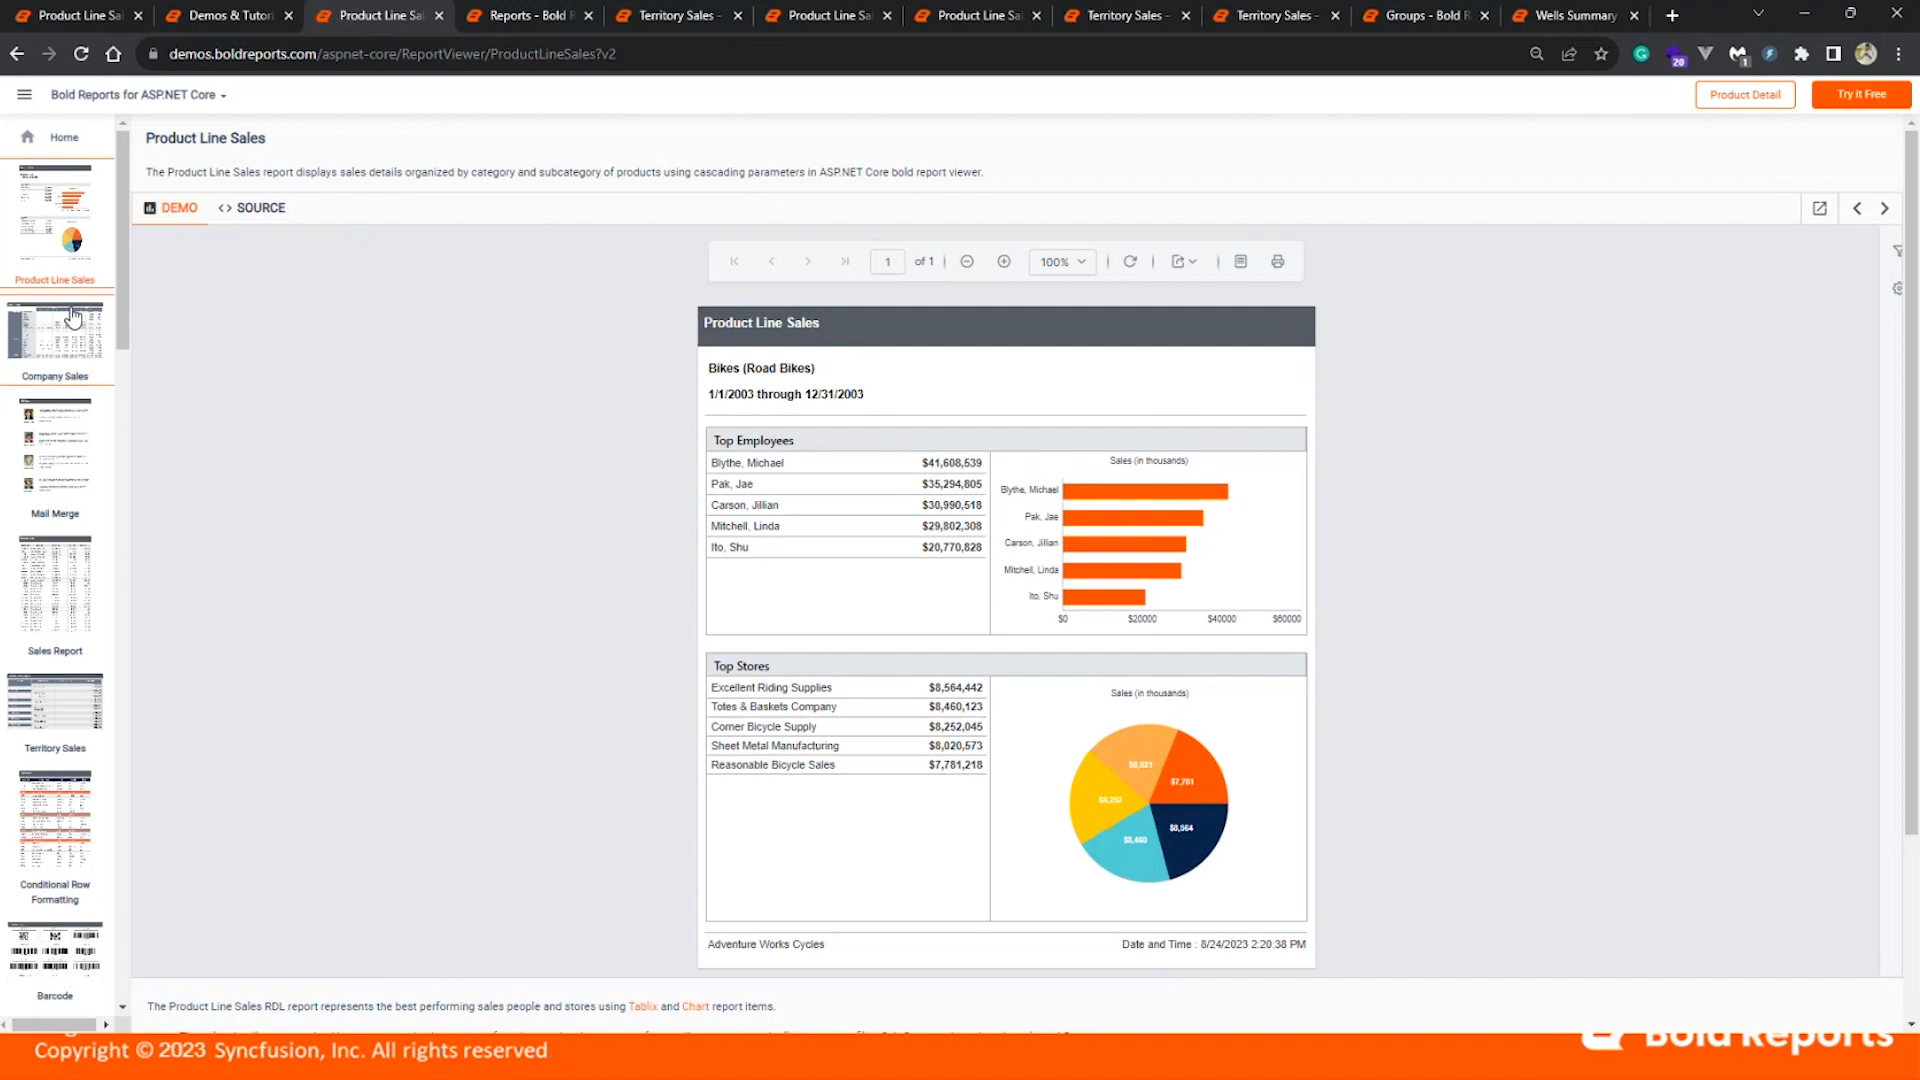 Product Line Sal
Demos & Tutori
Product Line Sal
Reports - Bold R
Territory Sales -
Product Line Sa
Product Line Sa
Territory Sales -
Territory Sales -
Groups - Bold R
Wells Summary
demos.boldreports.com/aspnet-core/ReportViewer/ProductLineSales?v2
20
1
Bold Reports for ASP.NET Core
Product Detail
Try it Free
Home
Product Line Sales
Company Sales
Mail Merge
Sales Report
Territory Sales
Conditional Row
Formatting
Barcode
Product Line Sales
The Product Line Sales report displays sales details organized by category and subcategory of products using cascading parameters in ASP.NET Core bold report viewer.
DEMO
<> SOURCE
1 of 1
100%
Product Line Sales
Bikes (Road Bikes)
1/1/2003 through 12/31/2003
Top Employees
Blythe, Michael $41,608,539
Pak, Jae $35,294,805
Carson, Jillian $30,990,518
Mitchell, Linda $29,802,308
Ito, Shu $20,770,828
Sales (in thousands)
Blythe, Michael
Pak, Jae
Carson, Jillian
Mitchell, Linda
Ito, Shu
$0 $20000 $40000 $60000
Top Stores
Excellent Riding Supplies $8,564,442
Totes & Baskets Company $8,460,123
Corner Bicycle Supply $8,252,045
Sheet Metal Manufacturing $8,020,573
Reasonable Bicycle Sales $7,781,218
Sales (in thousands)
$8,021
$7,781
$8,252
$8,564
$8,460
Adventure Works Cycles
Date and Time : 8/24/2023 2:20:38 PM
The Product Line Sales RDL report represents the best performing sales people and stores using Tablix and Chart report items.
Copyright © 2023 Syncfusion, Inc. All rights reserved.
Bold Reports